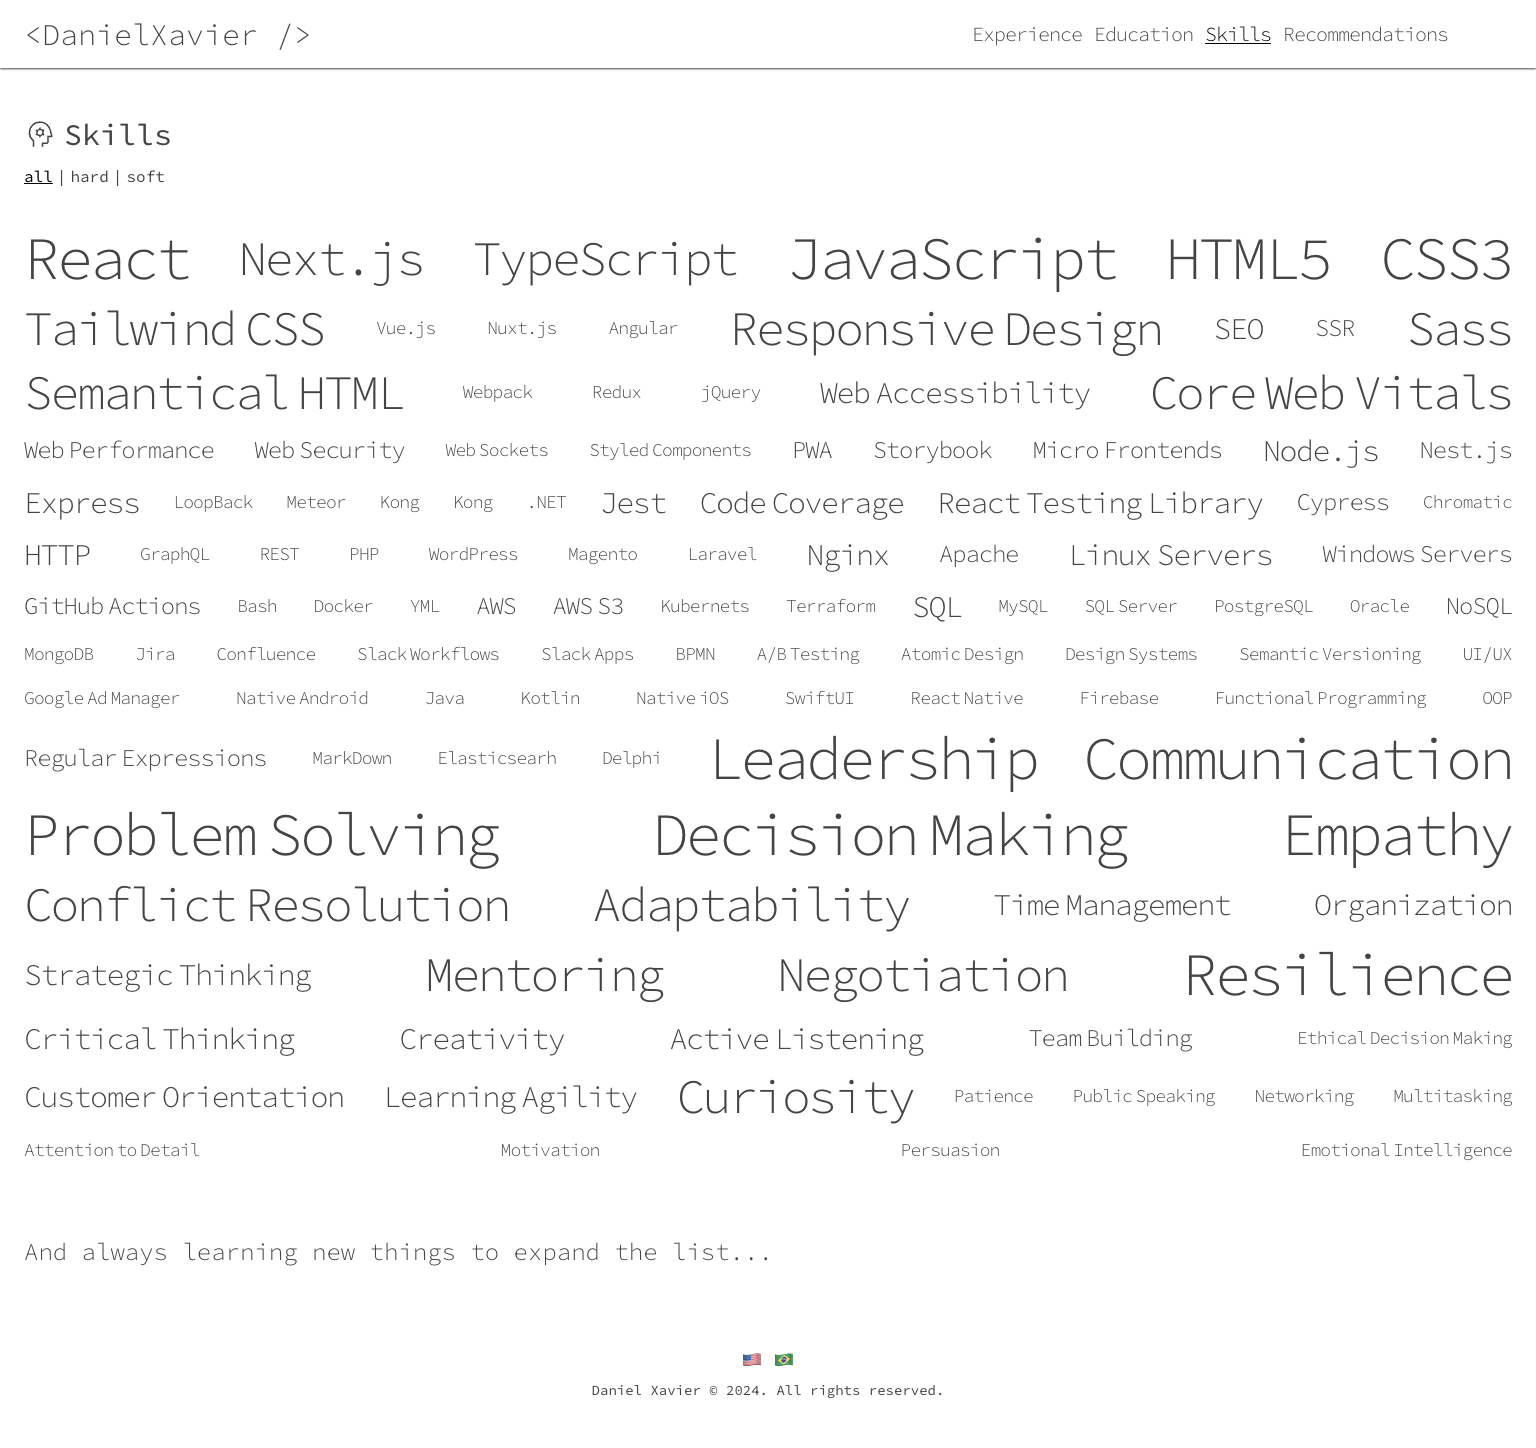 <DanielXavier /> Experience Education Skills Recommendations
Skills
all | hard | soft
React Next.js TypeScript JavaScript HTML5 CSS3
Tailwind CSS Vue.js Nuxt.js Angular Responsive Design SEO SSR Sass
Semantical HTML Webpack Redux jQuery Web Accessibility Core Web Vitals
Web Performance Web Security Web Sockets Styled Components PWA Storybook Micro Frontends Node.js Nest.js
Express LoopBack Meteor Kong Kong .NET Jest Code Coverage React Testing Library Cypress Chromatic
HTTP GraphQL REST PHP WordPress Magento Laravel Nginx Apache Linux Servers Windows Servers
GitHub Actions Bash Docker YML AWS AWS S3 Kubernets Terraform SQL MySQL SQL Server PostgreSQL Oracle NoSQL
MongoDB Jira Confluence Slack Workflows Slack Apps BPMN A/B Testing Atomic Design Design Systems Semantic Versioning UI/UX
Google Ad Manager Native Android Java Kotlin Native iOS SwiftUI React Native Firebase Functional Programming OOP
Regular Expressions MarkDown Elasticsearh Delphi Leadership Communication
Problem Solving Decision Making Empathy
Conflict Resolution Adaptability Time Management Organization
Strategic Thinking Mentoring Negotiation Resilience
Critical Thinking Creativity Active Listening Team Building Ethical Decision Making
Customer Orientation Learning Agility Curiosity Patience Public Speaking Networking Multitasking
Attention to Detail Motivation Persuasion Emotional Intelligence
And always learning new things to expand the list...
Daniel Xavier © 2024. All rights reserved.